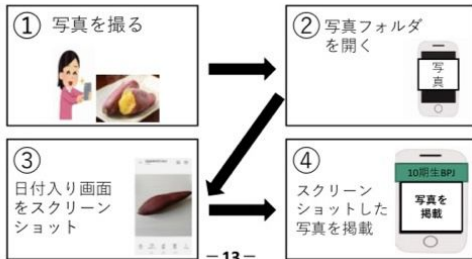 ① 写真を撮る
② 写真フォルダ
を開く
写
真
③
日付入り画面
をスクリーン
ショット
④
スクリーン
ショットした
写真を掲載
10期生BPJ
写真を
掲載
－13－